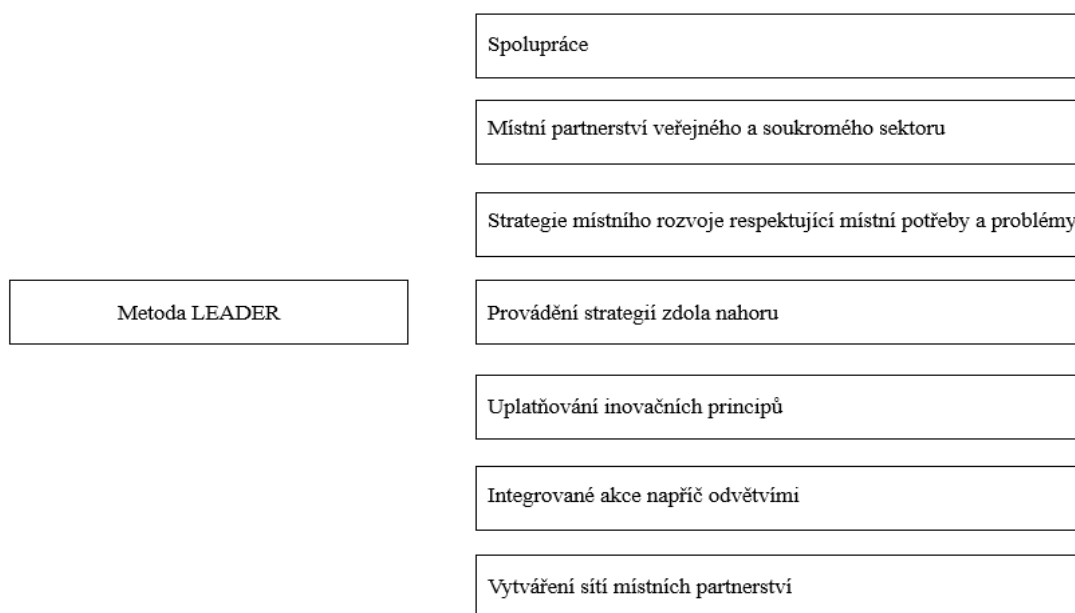 Spolupráce
Místní partnerství veřejného a soukromého sektoru
Strategie místního rozvoje respektující místní potřeby a problémy
Metoda LEADER
Provádění strategií zdola nahoru
Uplatňování inovačních principů
Integrované akce napříč odvětvími
Vytváření sítí místních partnerství